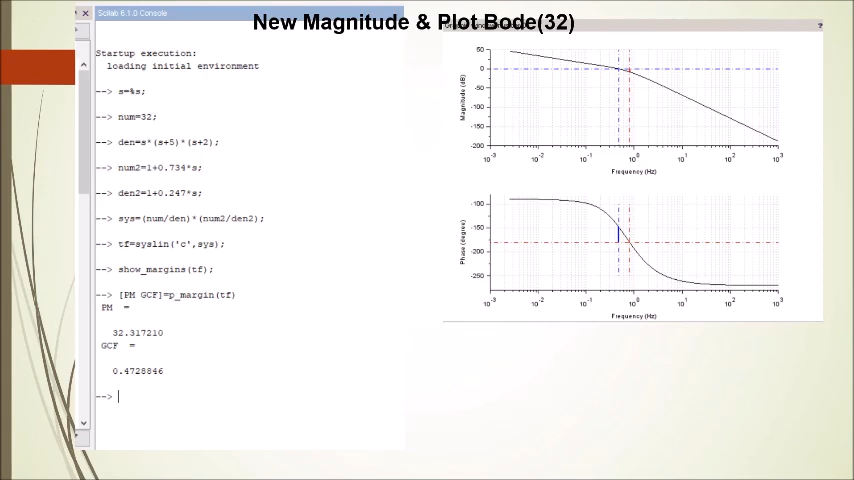 Scilab 6.1.0 Console
New Magnitude & Plot Bode(32)
Startup execution:
loading initial environment
--> s=%s;
--> num=32;
--> den=s*(s+5)*(s+2);
--> num2=1+0.734*s;
--> den2=1+0.247*s;
--> sys=(num/den)*(num2/den2);
--> tf=syslin('c',sys);
--> show_margins(tf);
--> [PM GCF]=p_margin(tf)
PM =
32.317210
GCF =
0.4728846
-->
?
50
0
-50
-100
-150
-200
Magnitude (dB)
10-3 10-2 10-1 100 101 102 103
Frequency (Hz)
-100
-150
-200
-250
Phase (degree)
10-3 10-2 10-1 100 101 102 103
Frequency (Hz)